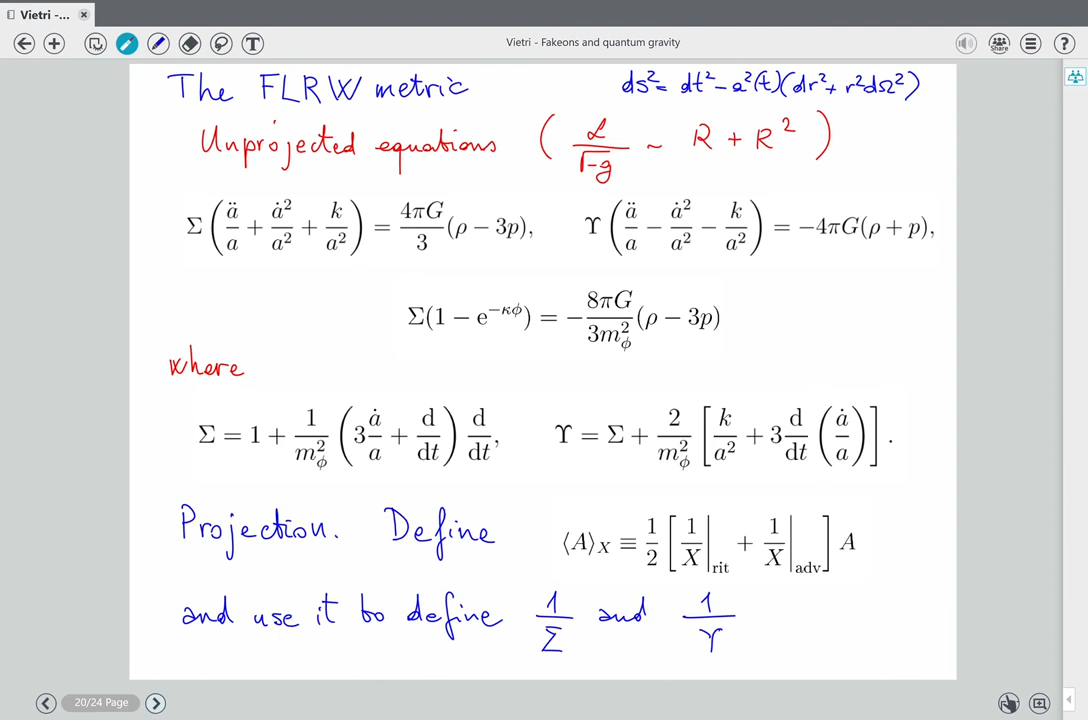 Vietri -...
Vietri - Fakeons and quantum gravity
Share
The FLRW metric ds² = dt² - a²(t)(dr² + r²dΩ²)
Unprojected equations ( ℒ/√-g ~ R + R² )
Σ(ä/a + ȧ²/a² + k/a²) = 4πG/3 (ρ − 3p), ϒ(ä/a − ȧ²/a² − k/a²) = −4πG(ρ + p),
Σ(1 − e^{−κϕ}) = − 8πG/3m_ϕ² (ρ − 3p)
where
Σ = 1 + 1/m_ϕ² (3 ȧ/a + d/dt) d/dt, ϒ = Σ + 2/m_ϕ² [k/a² + 3 d/dt (ȧ/a)].
Projection. Define ⟨A⟩_X ≡ 1/2 [1/X|_rit + 1/X|_adv] A
and use it to define 1/Σ and 1/ϒ
20/24 Page